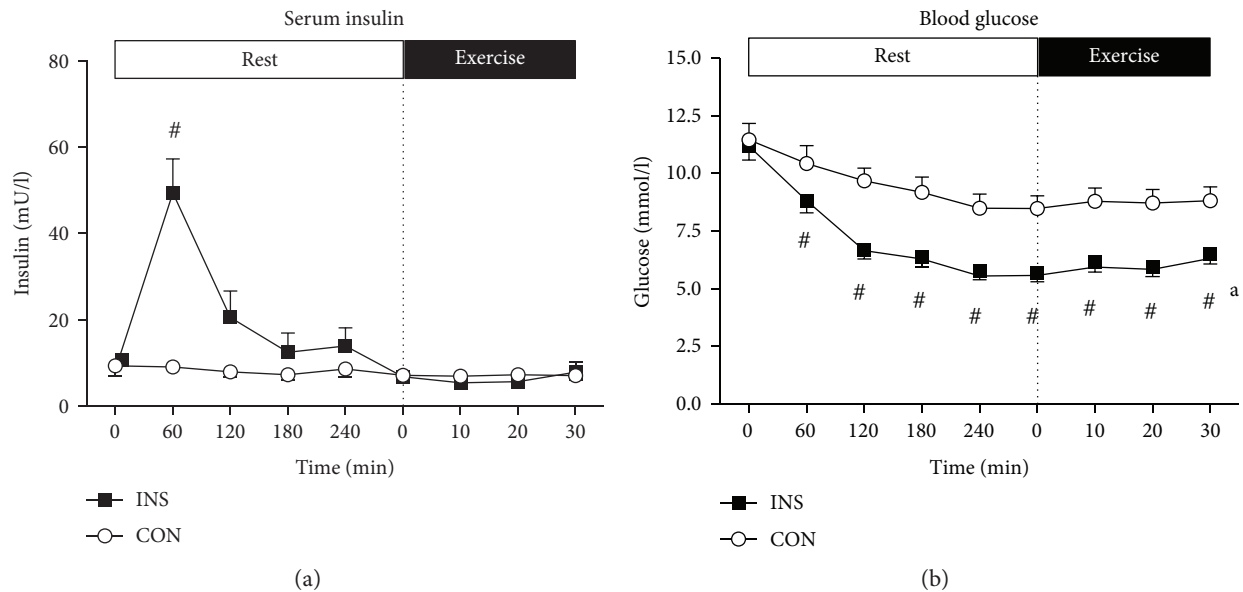 Serum insulin
Rest
Exercise
80
60
40
20
0
Insulin (mU/l)
#
0 60 120 180 240 0 10 20 30
Time (min)
INS
CON
(a)
Blood glucose
Rest
Exercise
15.0
12.5
10.0
7.5
5.0
2.5
0.0
Glucose (mmol/l)
# # # # # # # # a
0 60 120 180 240 0 10 20 30
Time (min)
INS
CON
(b)